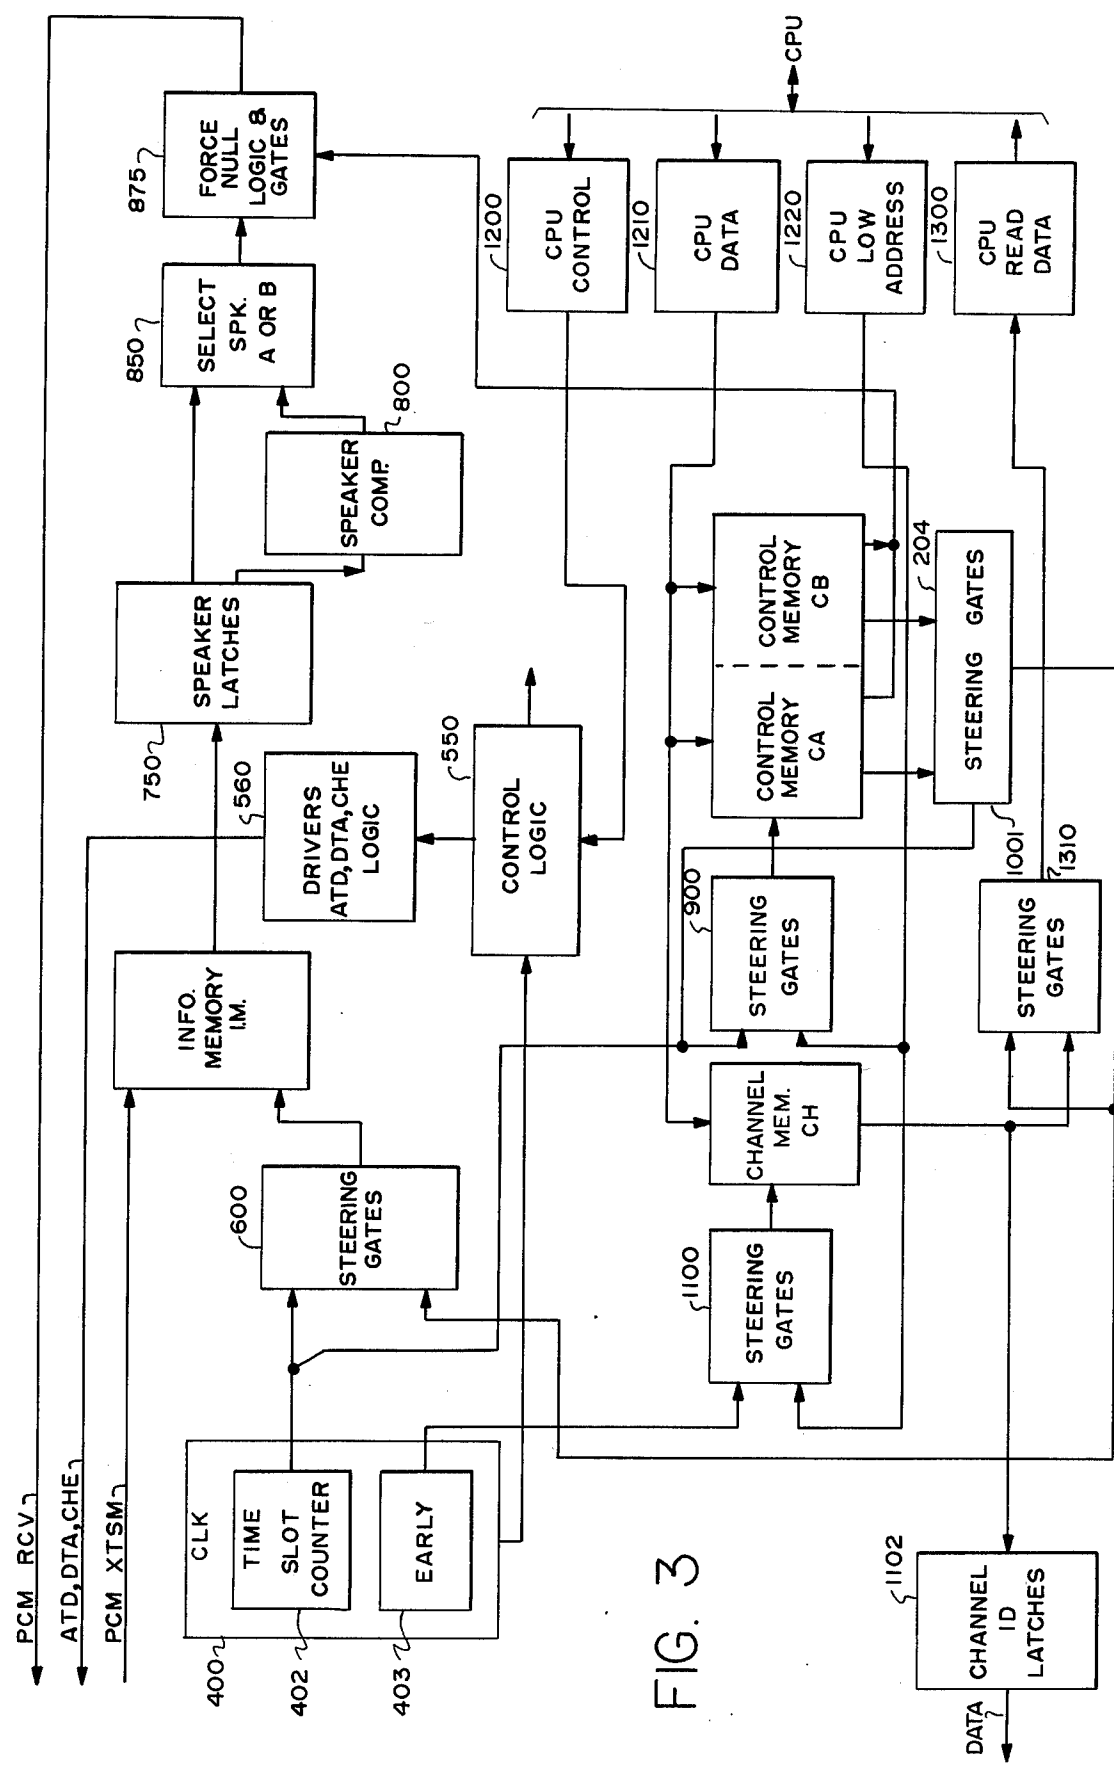 PCM RCV
ATD, DTA, CHE
PCM XTSM
400
CLK
402
TIME
SLOT
COUNTER
403
EARLY
600
STEERING
GATES
INFO.
MEMORY
I.M.
560
DRIVERS
ATD, DTA, CHE
LOGIC
550
CONTROL
LOGIC
750
SPEAKER
LATCHES
800
SPEAKER
COMP.
850
SELECT
SPK.
A OR B
875
FORCE
NULL
LOGIC &
GATES
CPU
1200
CPU
CONTROL
1210
CPU
DATA
1220
CPU
LOW
ADDRESS
1300
CPU
READ
DATA
1100
STEERING
GATES
CHANNEL
MEM.
CH
900
STEERING
GATES
CONTROL
MEMORY
CA
CONTROL
MEMORY
CB
204
STEERING GATES
1001
1310
STEERING
GATES
1102
CHANNEL
ID
LATCHES
DATA
FIG. 3